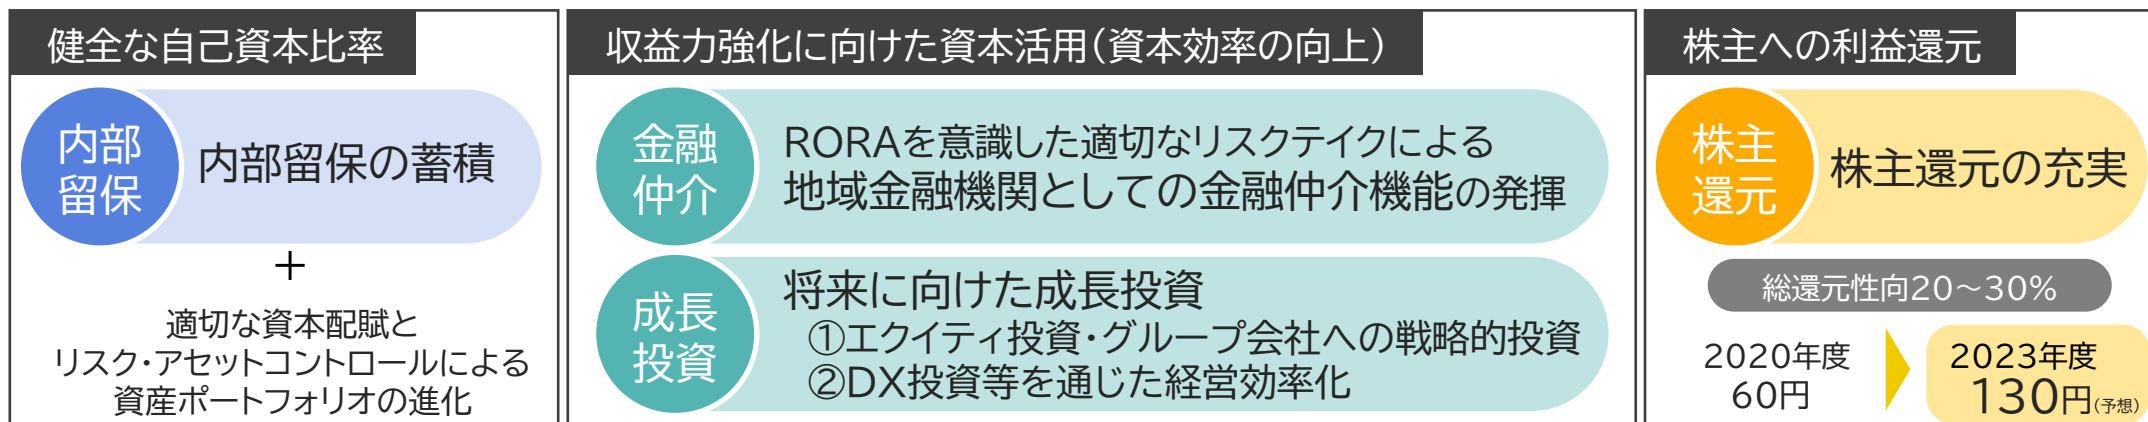 健全な自己資本比率
内部
留保
内部留保の蓄積
＋
適切な資本配賦と
リスク・アセットコントロールによる
資産ポートフォリオの進化
収益力強化に向けた資本活用（資本効率の向上）
金融
仲介
RORAを意識した適切なリスクテイクによる
地域金融機関としての金融仲介機能の発揮
成長
投資
将来に向けた成長投資
①エクイティ投資・グループ会社への戦略的投資
②DX投資等を通じた経営効率化
株主への利益還元
株主
還元
株主還元の充実
総還元性向20～30%
2020年度
60円
2023年度
130円（予想）